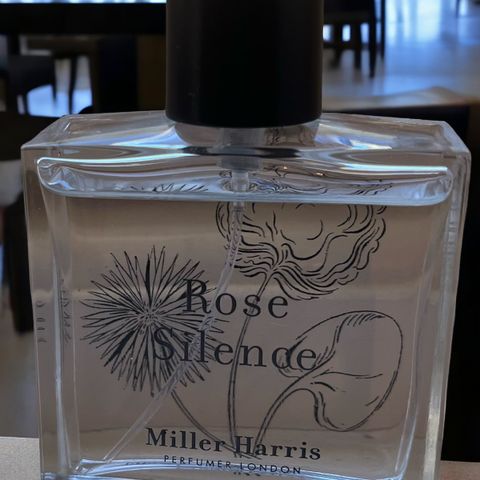 Rose
Silence
Miller Harris
PERFUMER LONDON